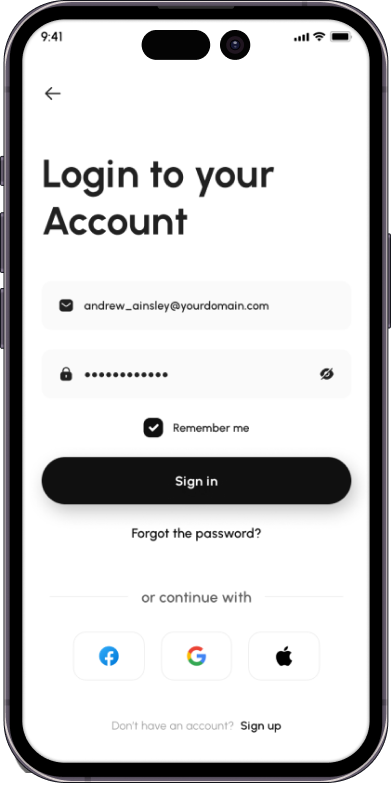 9:41
Login to your
Account
andrew_ainsley@yourdomain.com
••••••••••••
Remember me
Sign in
Forgot the password?
or continue with
Don't have an account? Sign up